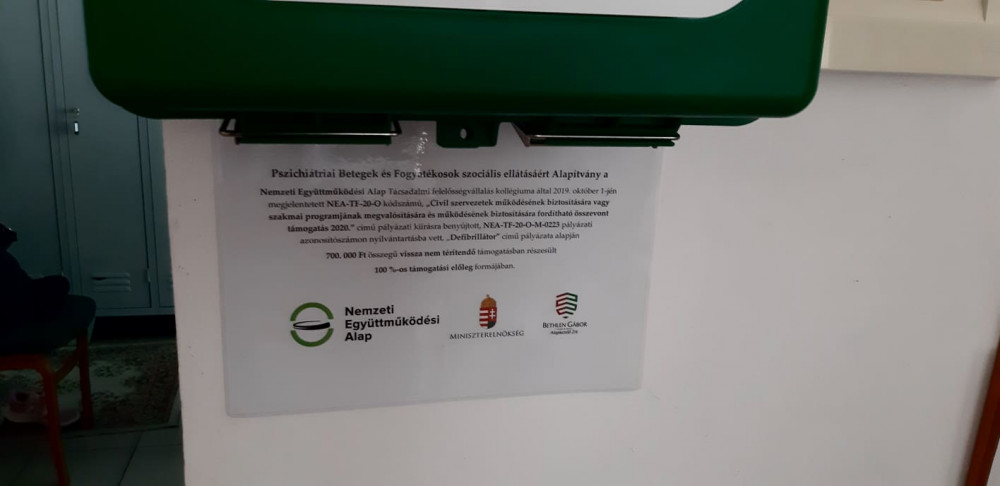 Pszichiátriai Betegek és Fogyatékosok szociális ellátásáért Alapítvány a
Nemzeti Együttműködési Alap Társadalmi felelősségvállalás kollégiuma által 2019. október 1-jén
megjelentetett NEA-TF-20-O kódszámú, „Civil szervezetek működésének biztosítására vagy
szakmai programjának megvalósítására és működésének biztosítására fordítható összevont
támogatás 2020." című pályázati kiírásra benyújtott, NEA-TF-20-O-M-0223 pályázati
azonosítószámon nyilvántartásba vett, „Defibrillátor" című pályázata alapján
700. 000 Ft összegű vissza nem térítendő támogatásban részesült
100 %-os támogatási előleg formájában.
Nemzeti
Együttműködési
Alap
MINISZTERELNÖKSÉG
BETHLEN GÁBOR
Alapkezelő Zrt.